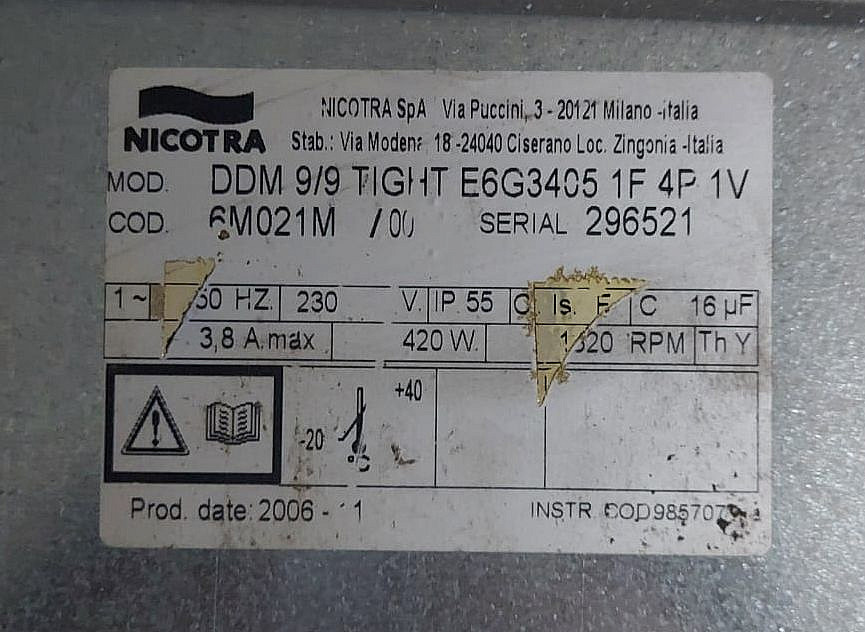 NICOTRA
NICOTRA SpA Via Puccini, 3 - 20121 Milano -italia
Stab.: Via Modena 18 -24040 Ciserano Loc. Zingonia -Italia
MOD. DDM 9/9 TIGHT E6G3405 1F 4P 1V
COD. 6M021M /00 SERIAL 296521
1~ 50 HZ. 230 V. IP 55 Is. F C 16 µF
3,8 A.max 420 W. RPM Th Y
+40
-20
°C
Prod. date: 2006 -
INSTR COD